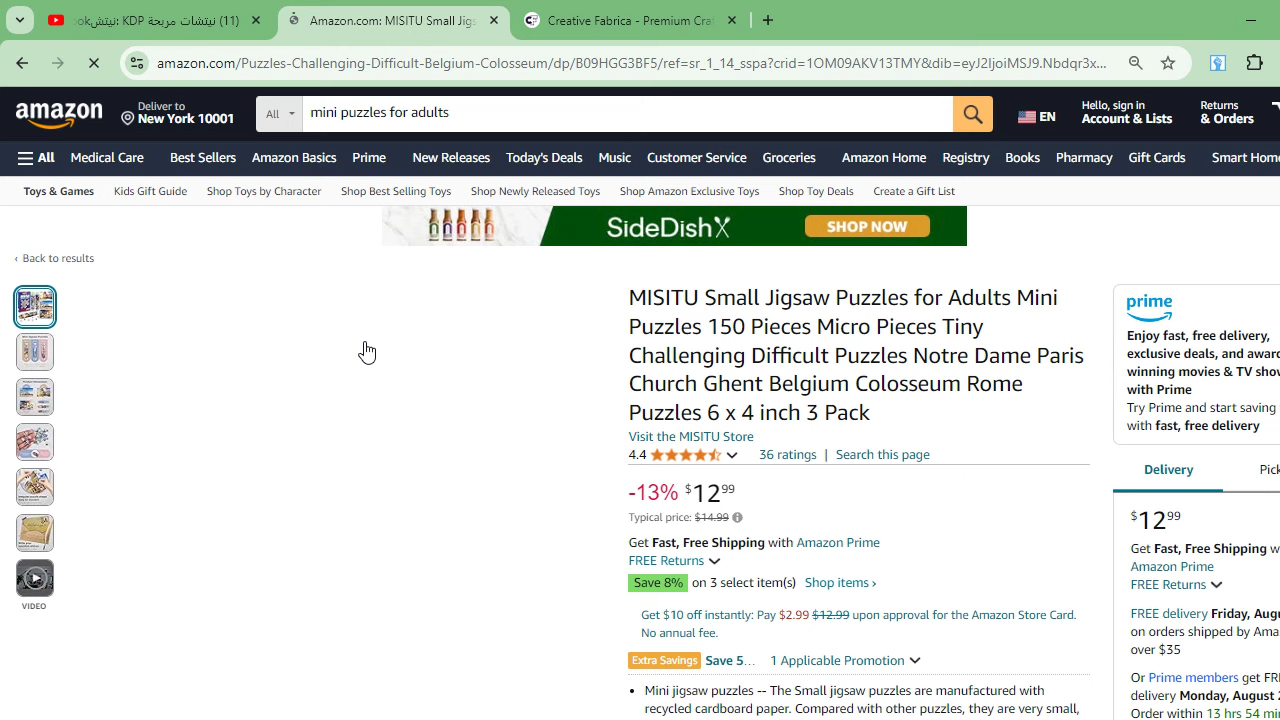 (11) نيتشات مربحة KDP :نيتشok
Amazon.com: MISITU Small Jigs
Creative Fabrica - Premium Cra
amazon.com/Puzzles-Challenging-Difficult-Belgium-Colosseum/dp/B09HGG3BF5/ref=sr_1_14_sspa?crid=1OM09AKV13TMY&dib=eyJ2IjoiMSJ9.Nbdqr3x...
amazon
Deliver to
New York 10001
All
mini puzzles for adults
EN
Hello, sign in
Account & Lists
Returns
& Orders
All Medical Care Best Sellers Amazon Basics Prime New Releases Today's Deals Music Customer Service Groceries Amazon Home Registry Books Pharmacy Gift Cards Smart Hom
Toys & Games Kids Gift Guide Shop Toys by Character Shop Best Selling Toys Shop Newly Released Toys Shop Amazon Exclusive Toys Shop Toy Deals Create a Gift List
SideDish
SHOP NOW
‹ Back to results
VIDEO
MISITU Small Jigsaw Puzzles for Adults Mini
Puzzles 150 Pieces Micro Pieces Tiny
Challenging Difficult Puzzles Notre Dame Paris
Church Ghent Belgium Colosseum Rome
Puzzles 6 x 4 inch 3 Pack
Visit the MISITU Store
4.4 36 ratings | Search this page
-13% $12 99
Typical price: $14.99
Get Fast, Free Shipping with Amazon Prime
FREE Returns
Save 8% on 3 select item(s) Shop items ›
Get $10 off instantly: Pay $2.99 $12.99 upon approval for the Amazon Store Card.
No annual fee.
Extra Savings Save 5... 1 Applicable Promotion
• Mini jigsaw puzzles -- The Small jigsaw puzzles are manufactured with
recycled cardboard paper. Compared with other puzzles, they are very small,
prime
Enjoy fast, free delivery,
exclusive deals, and awar
winning movies & TV show
with Prime
Try Prime and start saving
with fast, free delivery
Delivery
Pick
$12 99
Get Fast, Free Shipping w
Amazon Prime
FREE Returns
FREE delivery Friday, Augu
on orders shipped by Ama
over $35
Or Prime members get FRE
delivery Monday, August 2
Order within 13 hrs 54 min